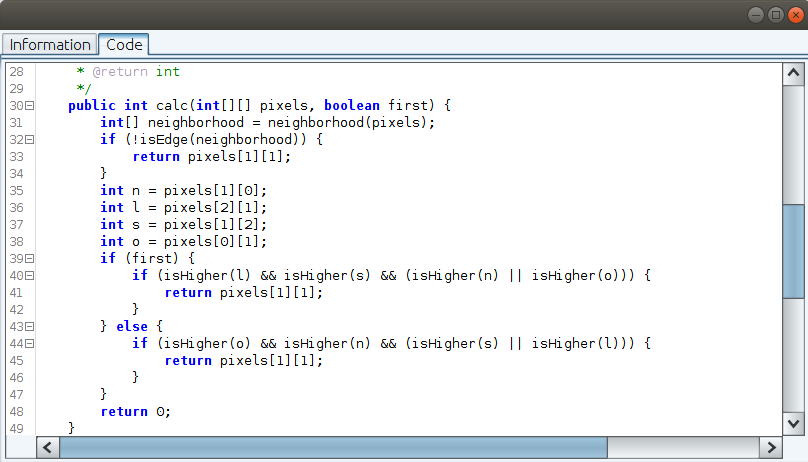 Information Code
28 * @return int
29 */
30 public int calc(int[][] pixels, boolean first) {
31 int[] neighborhood = neighborhood(pixels);
32 if (!isEdge(neighborhood)) {
33 return pixels[1][1];
34 }
35 int n = pixels[1][0];
36 int l = pixels[2][1];
37 int s = pixels[1][2];
38 int o = pixels[0][1];
39 if (first) {
40 if (isHigher(l) && isHigher(s) && (isHigher(n) || isHigher(o))) {
41 return pixels[1][1];
42 }
43 } else {
44 if (isHigher(o) && isHigher(n) && (isHigher(s) || isHigher(l))) {
45 return pixels[1][1];
46 }
47 }
48 return 0;
49 }